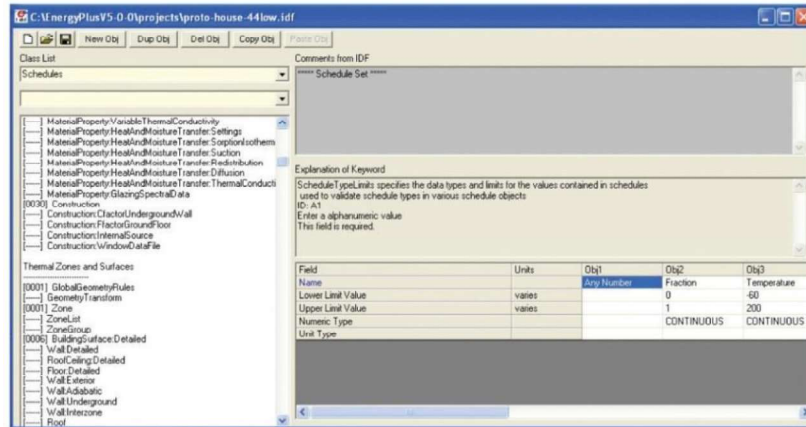 C:\EnergyPlusV5-0-0\projects\proto-house-44low.idf
New Obj Dup Obj Del Obj Copy Obj Paste Obj
Class List
Schedules
[------] MaterialProperty:VariableThermalConductivity
[------] MaterialProperty:HeatAndMoistureTransfer:Settings
[------] MaterialProperty:HeatAndMoistureTransfer:SorptionIsotherm
[------] MaterialProperty:HeatAndMoistureTransfer:Suction
[------] MaterialProperty:HeatAndMoistureTransfer:Redistribution
[------] MaterialProperty:HeatAndMoistureTransfer:Diffusion
[------] MaterialProperty:HeatAndMoistureTransfer:ThermalConducti
[------] MaterialProperty:GlazingSpectralData
[0030] Construction
[------] Construction:CfactorUndergroundWall
[------] Construction:FfactorGroundFloor
[------] Construction:InternalSource
[------] Construction:WindowDataFile
Thermal Zones and Surfaces
-------------------------
[0001] GlobalGeometryRules
[------] GeometryTransform
[0001] Zone
[------] ZoneList
[------] ZoneGroup
[0006] BuildingSurface:Detailed
[------] Wall:Detailed
[------] RoofCeiling:Detailed
[------] Floor:Detailed
[------] Wall:Exterior
[------] Wall:Adiabatic
[------] Wall:Underground
[------] Wall:Interzone
[------] Roof
Comments from IDF
***** Schedule Set *****
Explanation of Keyword
ScheduleTypeLimits specifies the data types and limits for the values contained in schedules
used to validate schedule types in various schedule objects
ID: A1
Enter a alphanumeric value
This field is required.
Field Units Obj1 Obj2 Obj3
Name Any Number Fraction Temperature
Lower Limit Value varies 0 -60
Upper Limit Value varies 1 200
Numeric Type CONTINUOUS CONTINUOUS
Unit Type